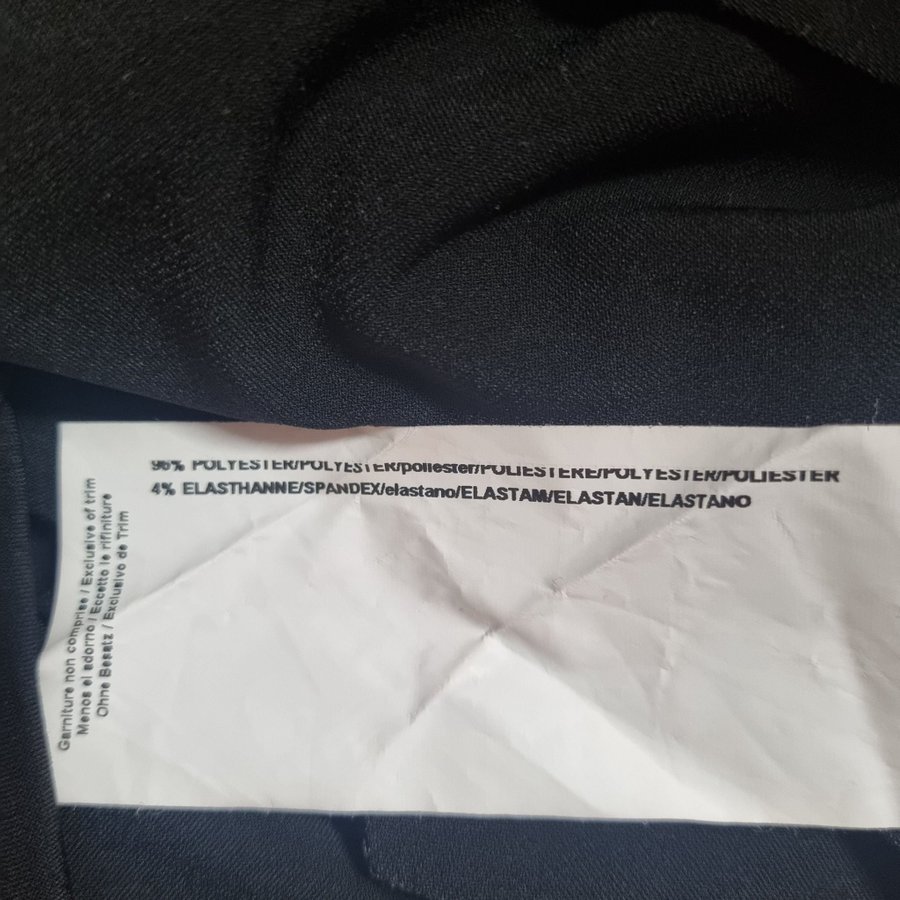 96% POLYESTER/POLYESTER/poliester/POLIESTERE/POLYESTER/POLIESTER
4% ELASTHANNE/SPANDEX/elastano/ELASTAM/ELASTAN/ELASTANO
Garniture non comprise / Exclusive of trim
Menos el adorno / Eccetto le rifiniture
Ohne Besatz / Exclusivo de Trim